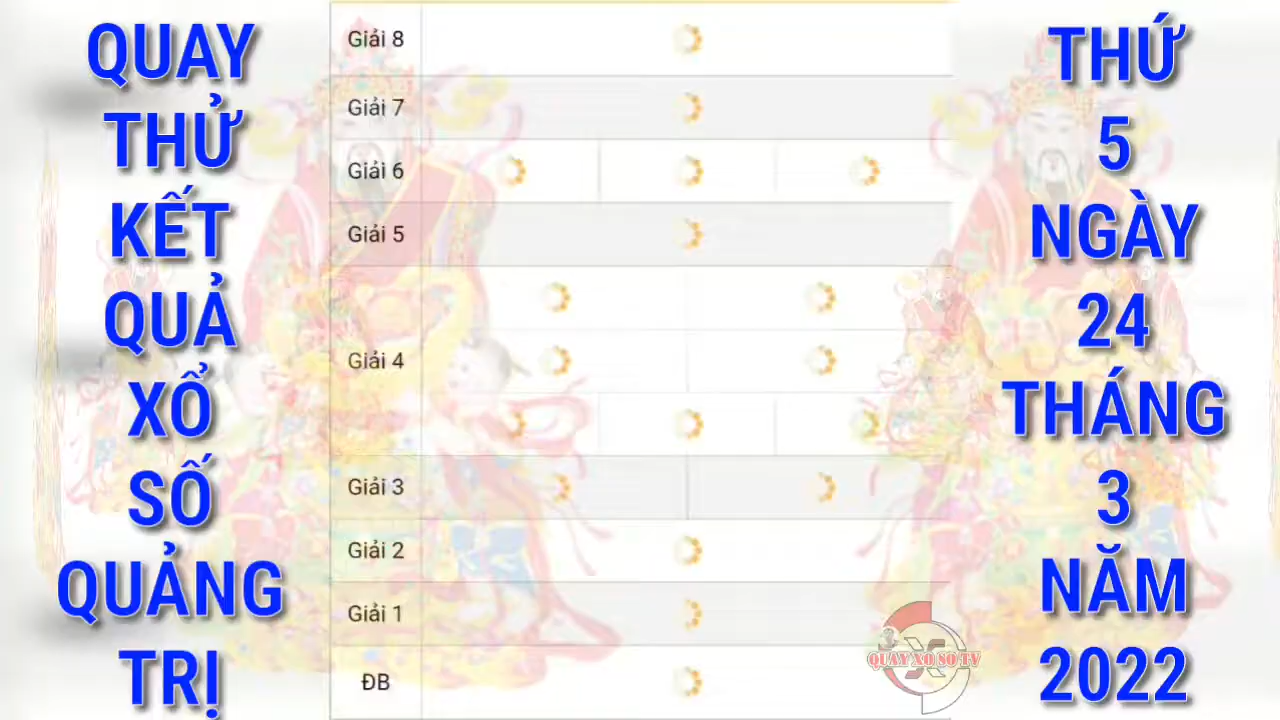 QUAY
THỬ
KẾT
QUẢ
XỔ
SỐ
QUẢNG
TRỊ
Giải 8
Giải 7
Giải 6
Giải 5
Giải 4
Giải 3
Giải 2
Giải 1
ĐB
THỨ
5
NGÀY
24
THÁNG
3
NĂM
2022
QUAY XO SO TV